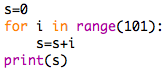 s=0
for i in range(101):
    s=s+i
print(s)